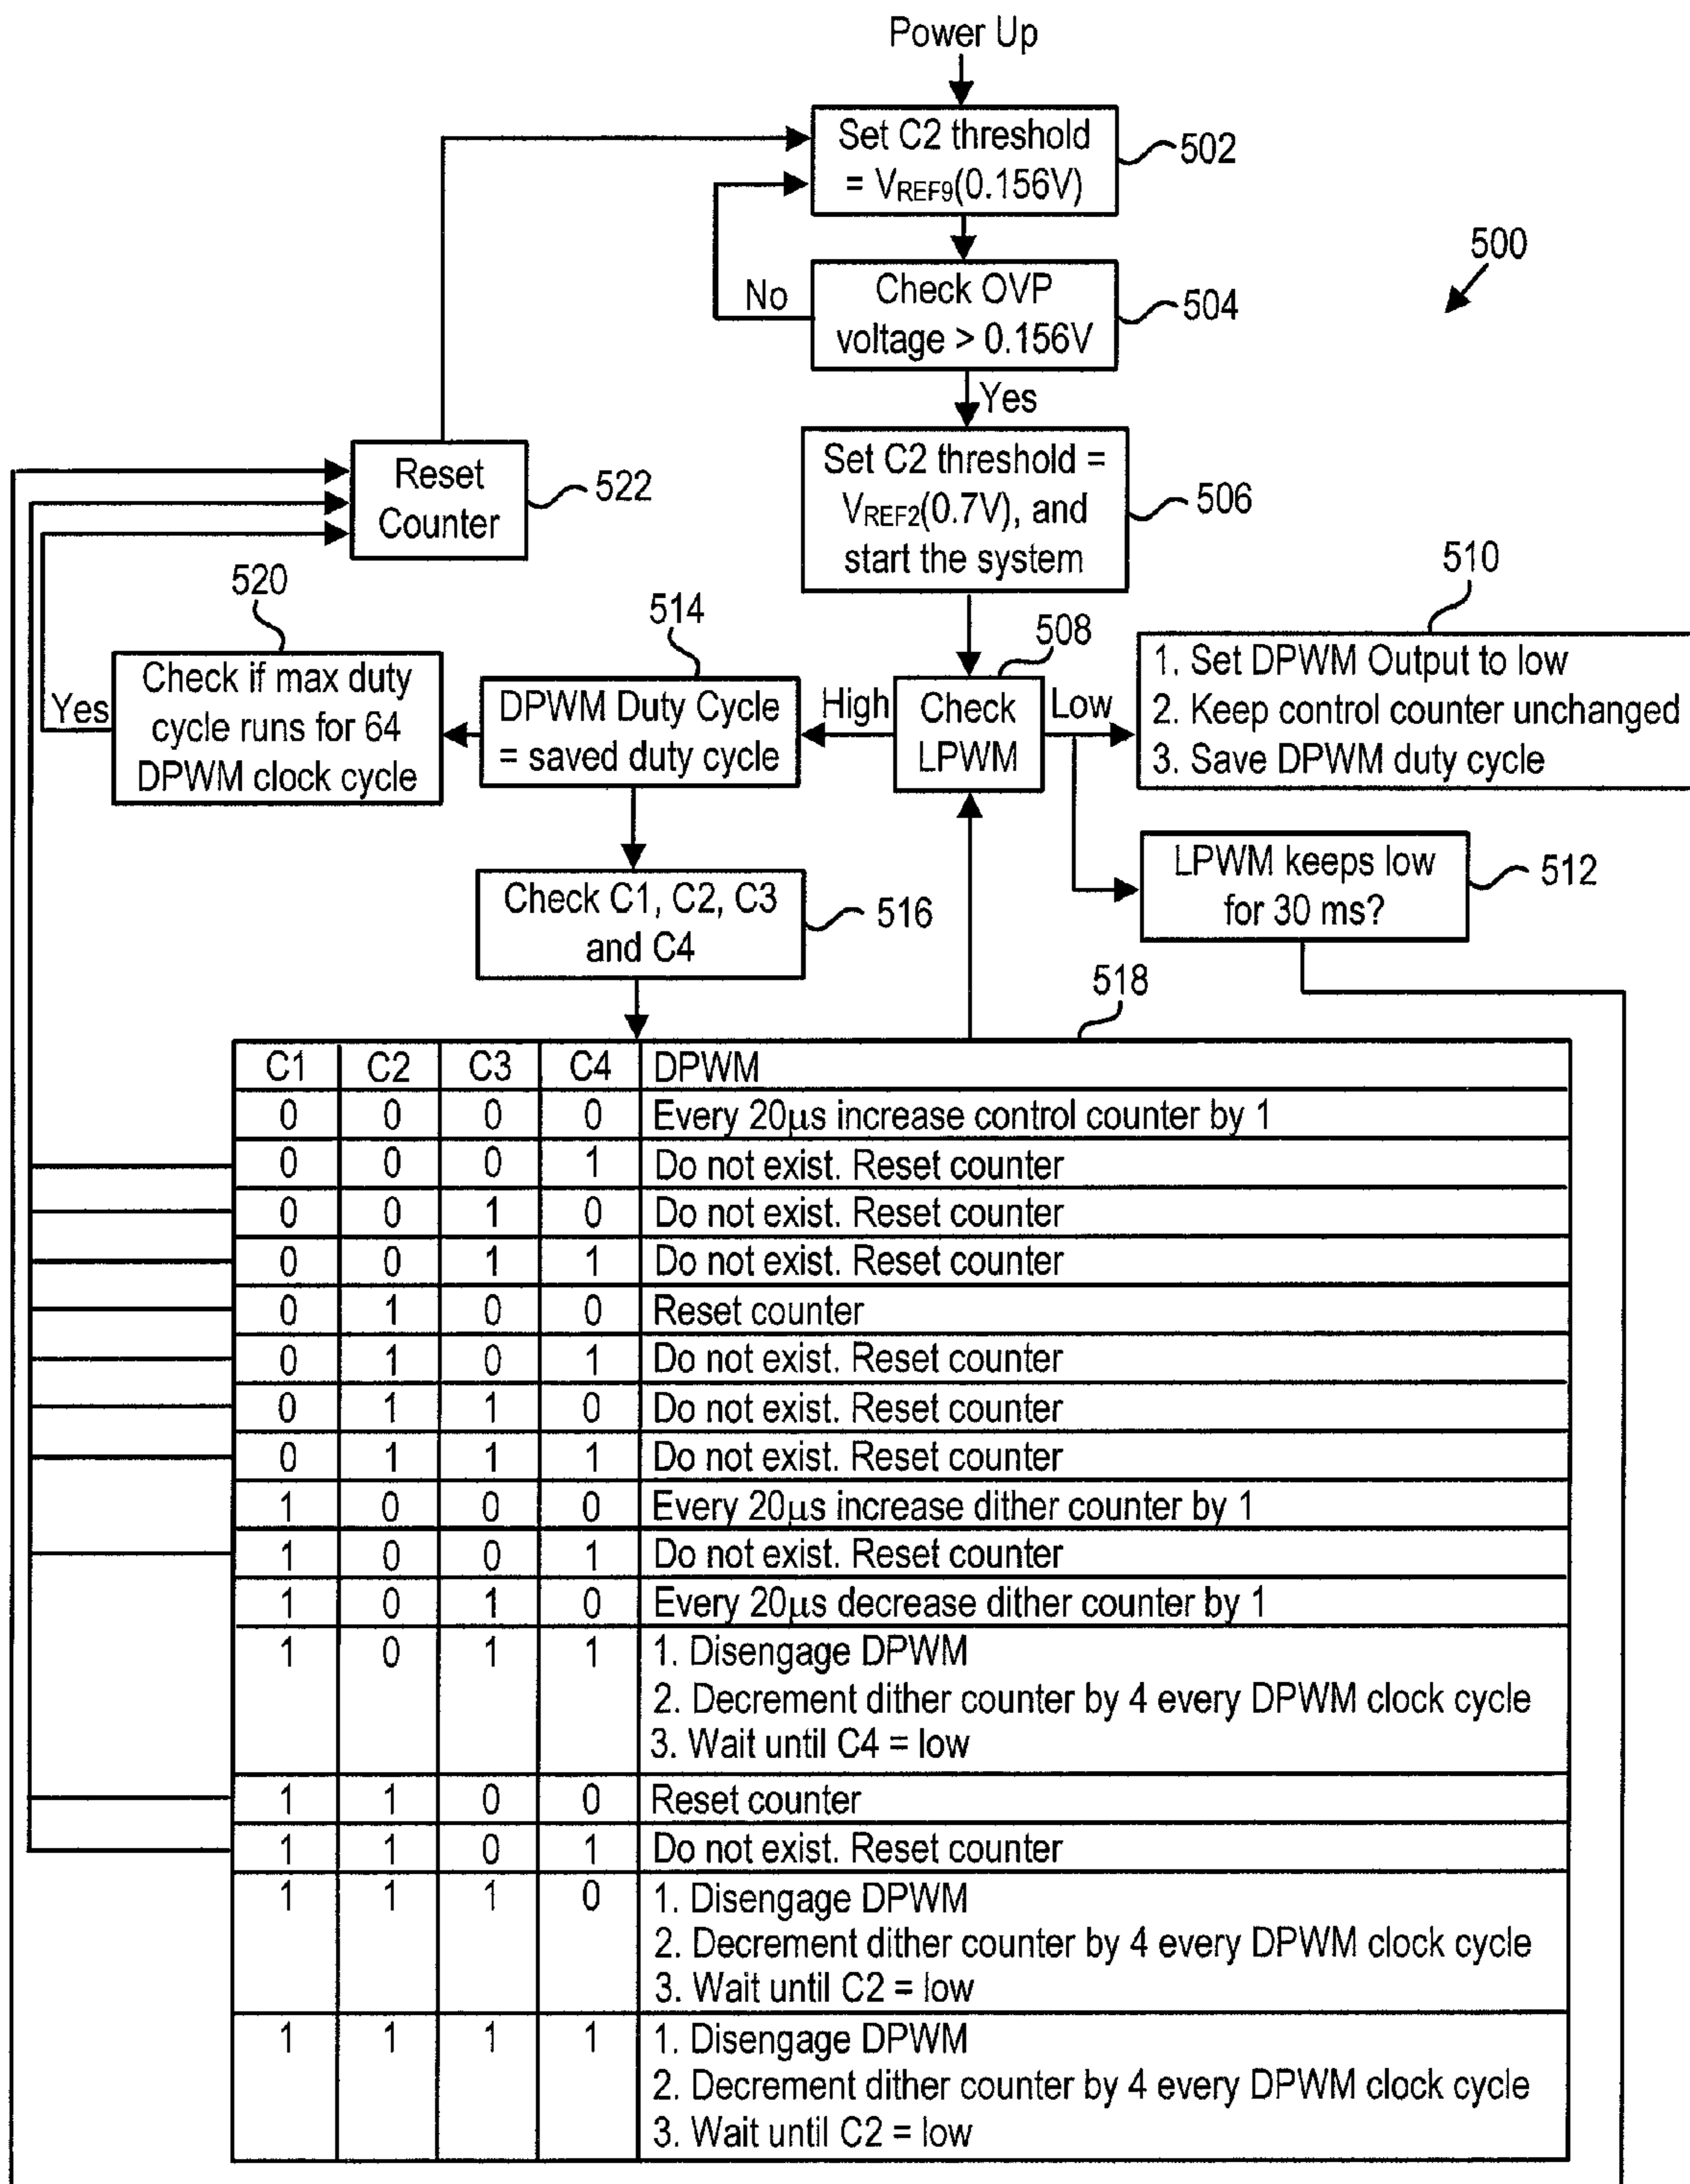 Power Up
Set C2 threshold
= VREF9(0.156V)
502
500
Check OVP
voltage > 0.156V
504
No
Yes
Set C2 threshold =
VREF2(0.7V), and
start the system
506
Reset
Counter
522
520
514
508
510
Check if max duty
cycle runs for 64
DPWM clock cycle
Yes
DPWM Duty Cycle
= saved duty cycle
High
Check
LPWM
Low
1. Set DPWM Output to low
2. Keep control counter unchanged
3. Save DPWM duty cycle
LPWM keeps low
for 30 ms?
512
Check C1, C2, C3
and C4
516
518
C1 C2 C3 C4 DPWM
0 0 0 0 Every 20µs increase control counter by 1
0 0 0 1 Do not exist. Reset counter
0 0 1 0 Do not exist. Reset counter
0 0 1 1 Do not exist. Reset counter
0 1 0 0 Reset counter
0 1 0 1 Do not exist. Reset counter
0 1 1 0 Do not exist. Reset counter
0 1 1 1 Do not exist. Reset counter
1 0 0 0 Every 20µs increase dither counter by 1
1 0 0 1 Do not exist. Reset counter
1 0 1 0 Every 20µs decrease dither counter by 1
1 0 1 1 1. Disengage DPWM
2. Decrement dither counter by 4 every DPWM clock cycle
3. Wait until C4 = low
1 1 0 0 Reset counter
1 1 0 1 Do not exist. Reset counter
1 1 1 0 1. Disengage DPWM
2. Decrement dither counter by 4 every DPWM clock cycle
3. Wait until C2 = low
1 1 1 1 1. Disengage DPWM
2. Decrement dither counter by 4 every DPWM clock cycle
3. Wait until C2 = low